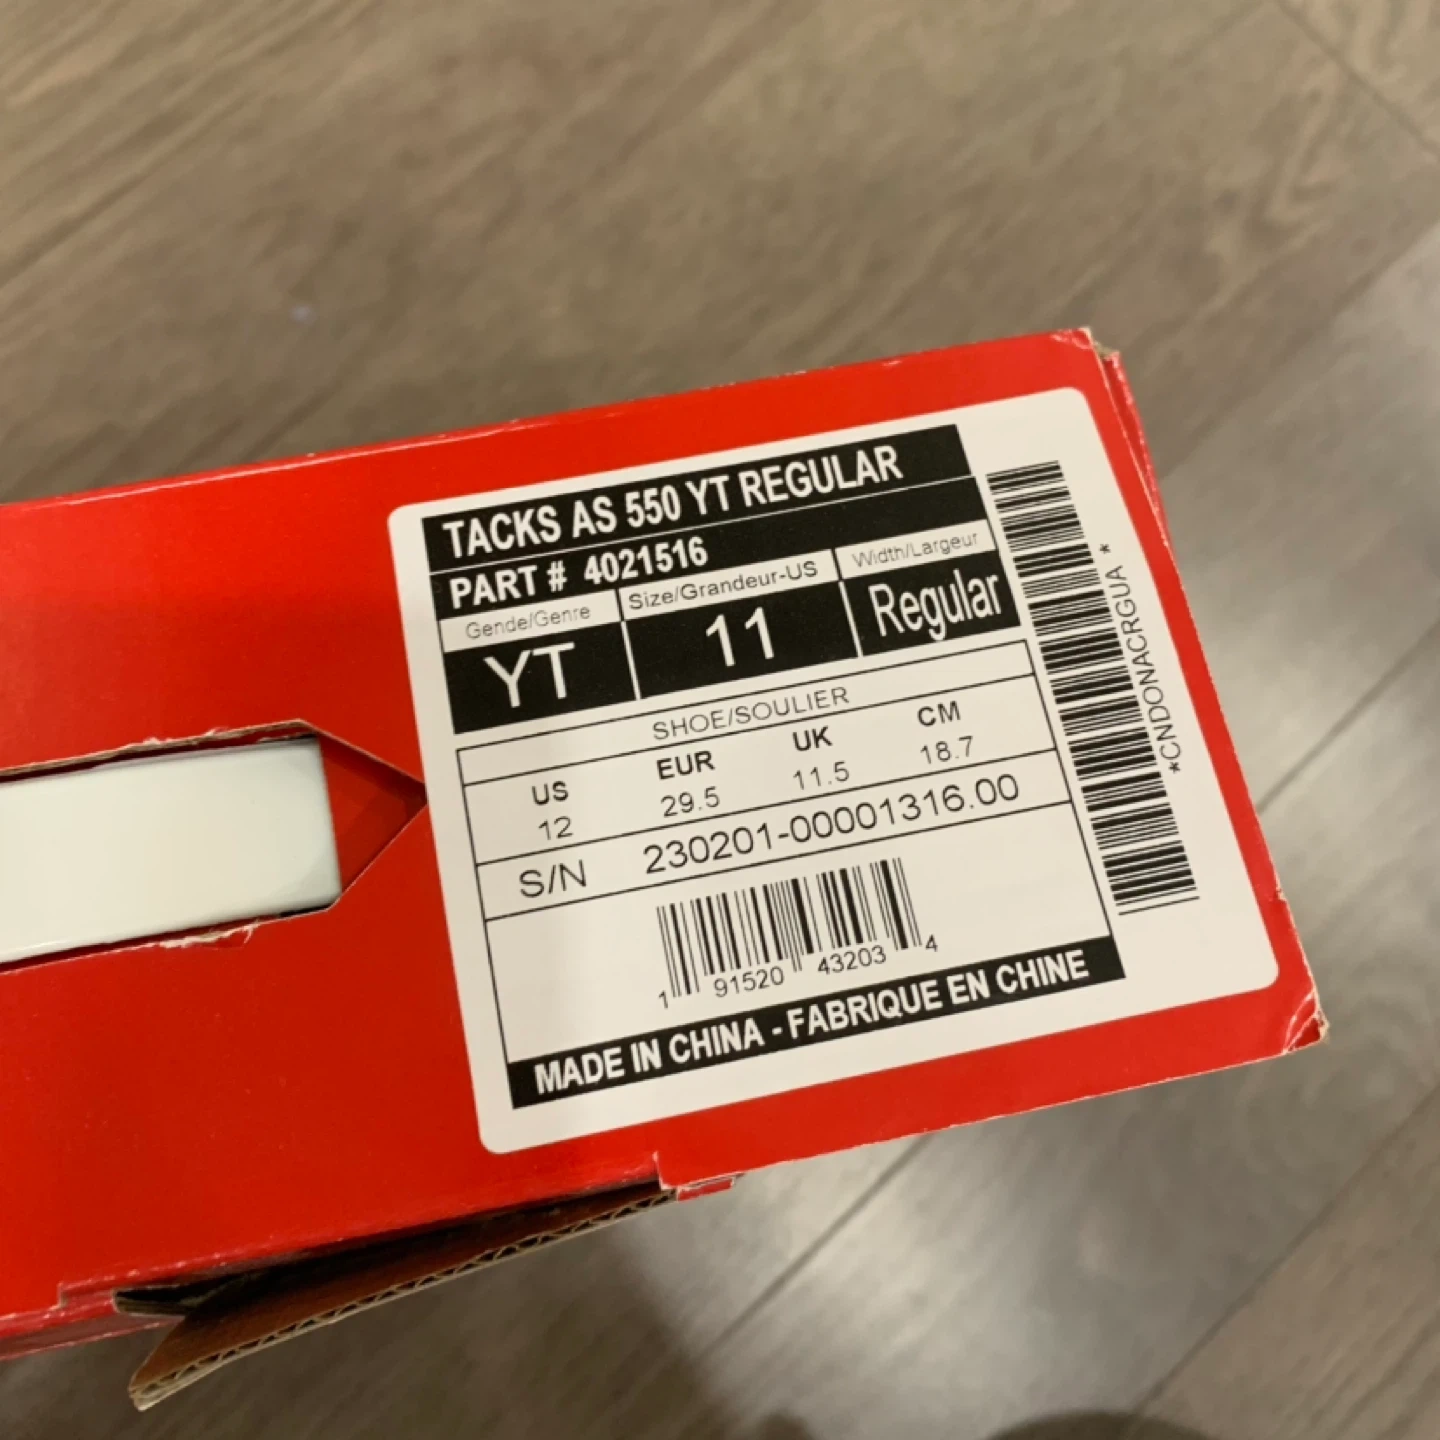 TACKS AS 550 YT REGULAR
PART # 4021516
Gende/Genre Size/Grandeur-US Width/Largeur
YT 11 Regular
SHOE/SOULIER
US EUR UK CM
12 29.5 11.5 18.7
S/N 230201-00001316.00
1 91520 43203 4
MADE IN CHINA - FABRIQUE EN CHINE
*CNDONACRGUA *